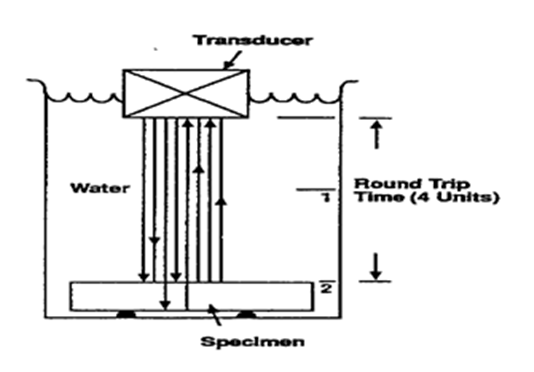 Transducer
Water
1
Round Trip
Time (4 Units)
2
Specimen